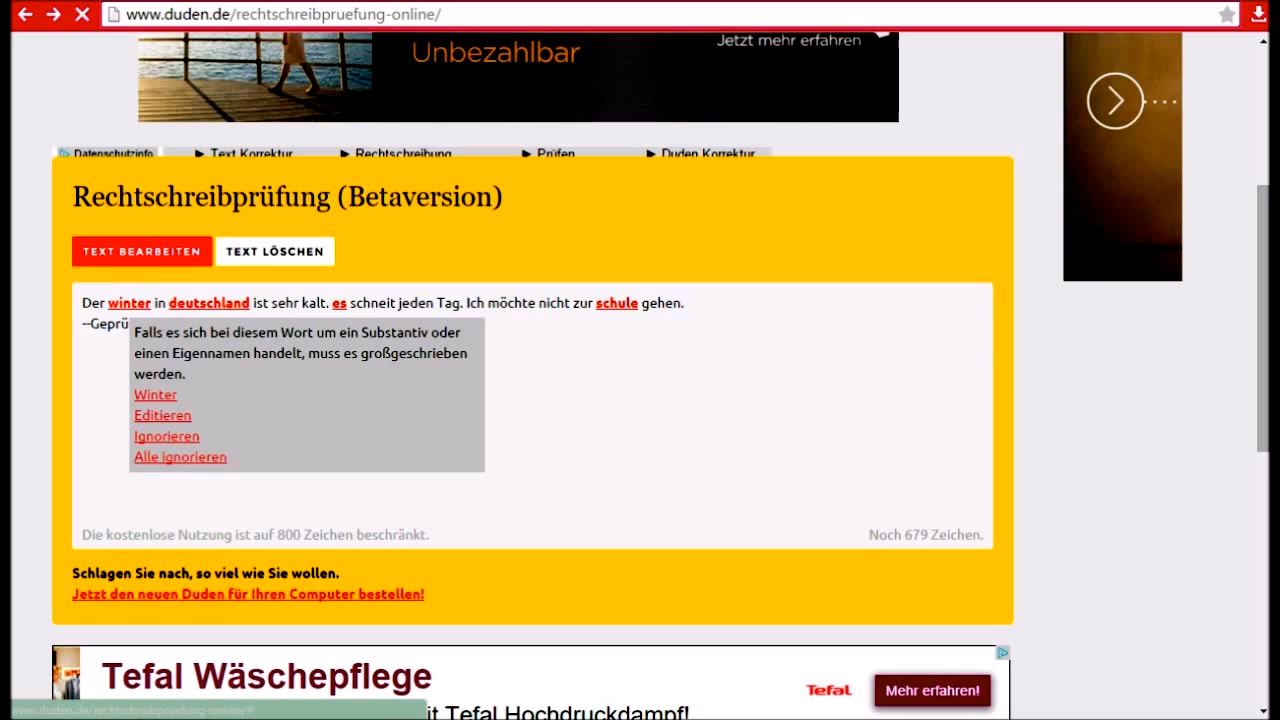 www.duden.de/rechtschreibpruefung-online/
Unbezahlbar
Jetzt mehr erfahren
Datenschutzinfo
Text Korrektur
Rechtschreibung
Prüfen
Duden Korrektur
Rechtschreibprüfung (Betaversion)
TEXT BEARBEITEN
TEXT LÖSCHEN
Der winter in deutschland ist sehr kalt. es schneit jeden Tag. Ich möchte nicht zur schule gehen.
--Geprü
Falls es sich bei diesem Wort um ein Substantiv oder
einen Eigennamen handelt, muss es großgeschrieben
werden.
Winter
Editieren
Ignorieren
Alle ignorieren
Die kostenlose Nutzung ist auf 800 Zeichen beschränkt.
Noch 679 Zeichen.
Schlagen Sie nach, so viel wie Sie wollen.
Jetzt den neuen Duden für Ihren Computer bestellen!
Tefal Wäschepflege
Tefal
Mehr erfahren!
www.duden.de/rechtschreibpruefung-online/#
it Tefal Hochdruckdampf!